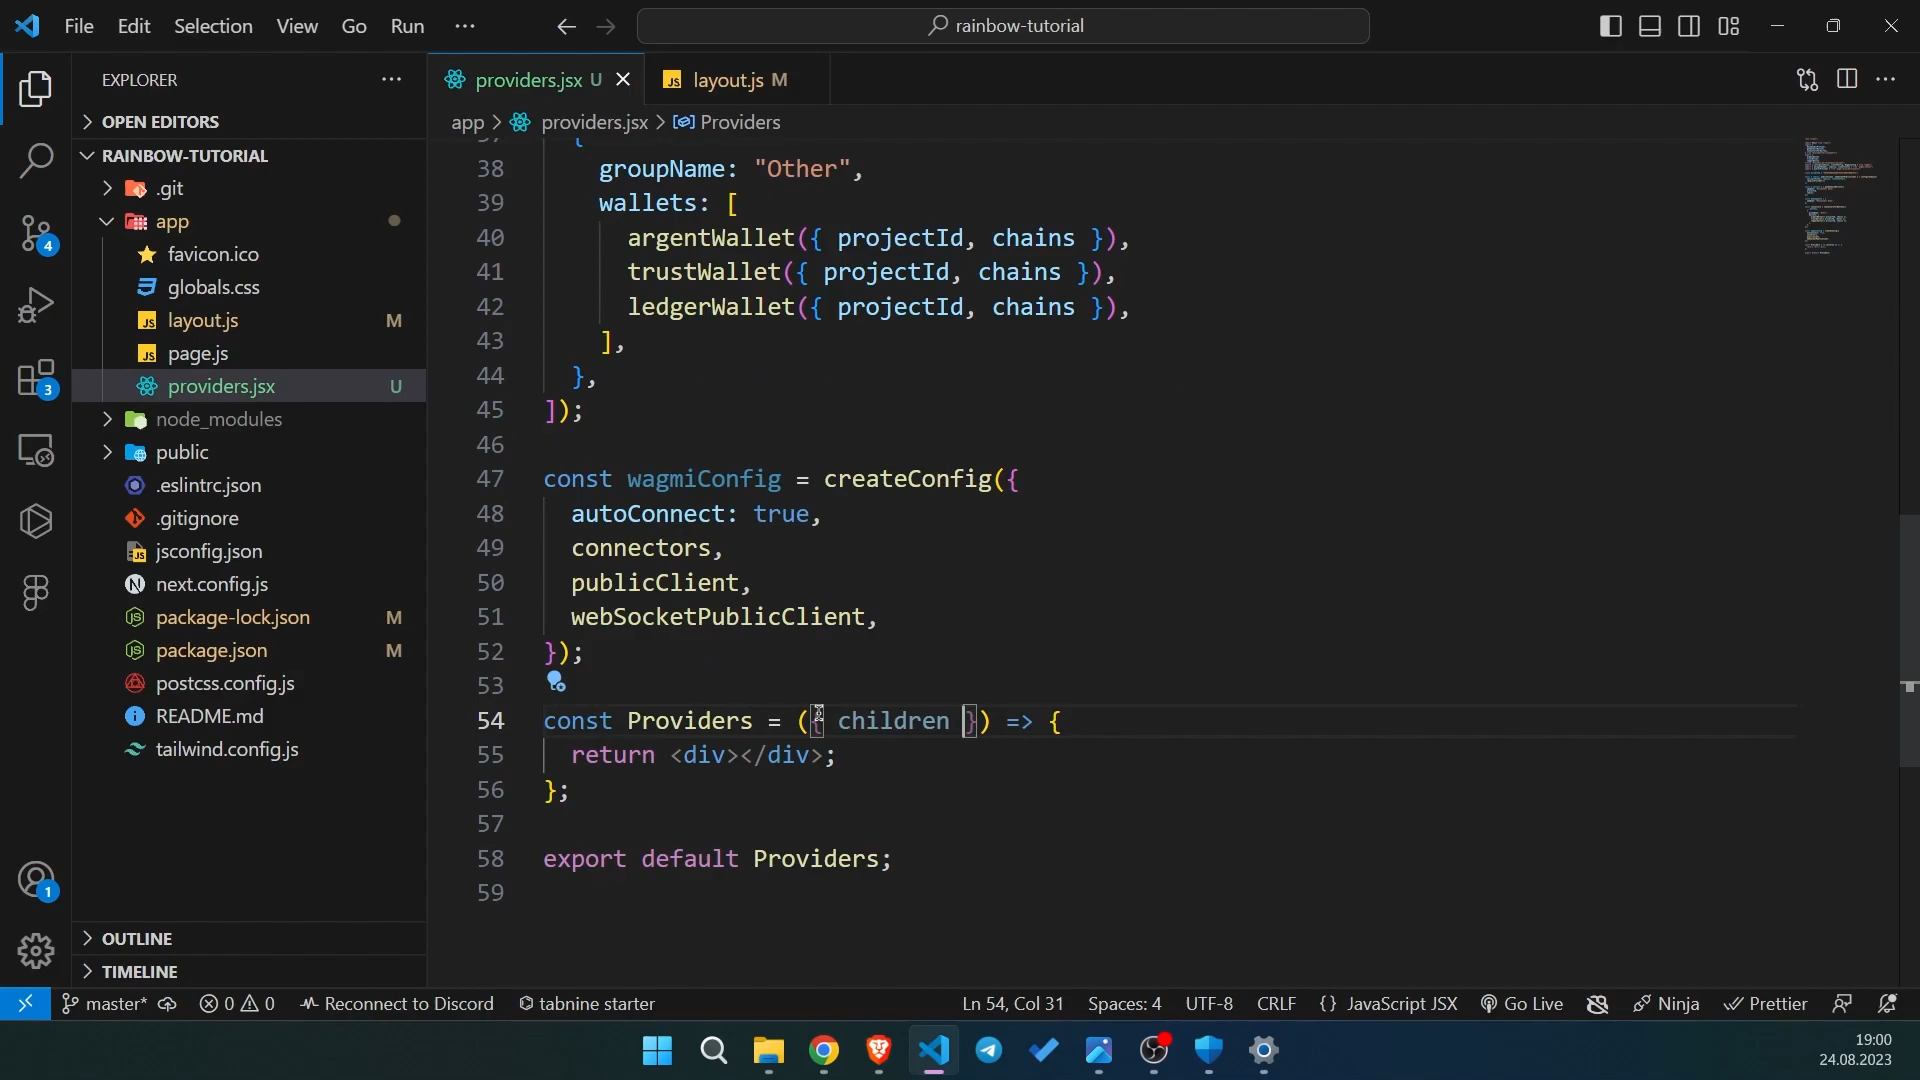 File Edit Selection View Go Run ··· rainbow-tutorial
EXPLORER ···
OPEN EDITORS
RAINBOW-TUTORIAL
.git
app
favicon.ico
globals.css
layout.js M
page.js
providers.jsx U
node_modules
public
.eslintrc.json
.gitignore
jsconfig.json
next.config.js
package-lock.json M
package.json M
postcss.config.js
README.md
tailwind.config.js
OUTLINE
TIMELINE
4
3
1
providers.jsx U layout.js M
app > providers.jsx > Providers
37 {
38 groupName: "Other",
39 wallets: [
40 argentWallet({ projectId, chains }),
41 trustWallet({ projectId, chains }),
42 ledgerWallet({ projectId, chains }),
43 ],
44 },
45 ]);
46
47 const wagmiConfig = createConfig({
48 autoConnect: true,
49 connectors,
50 publicClient,
51 webSocketPublicClient,
52 });
53
54 const Providers = ({ children }) => {
55 return <div></div>;
56 };
57
58 export default Providers;
59
master* 0 0 Reconnect to Discord tabnine starter Ln 54, Col 31 Spaces: 4 UTF-8 CRLF {} JavaScript JSX Go Live Ninja Prettier
19:00
24.08.2023